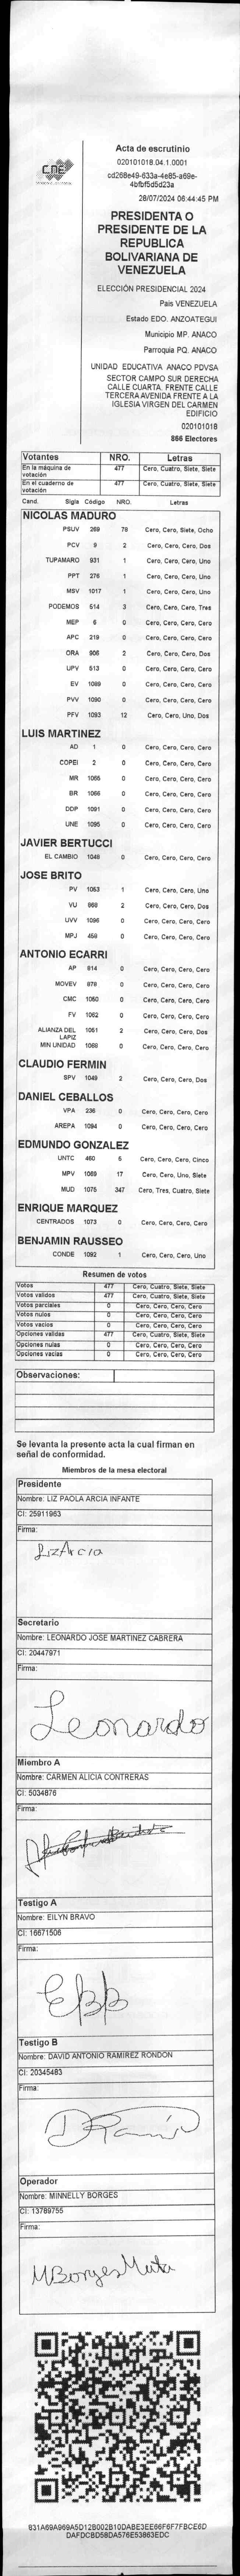 CNE
Acta de escrutinio
020101018.04.1.0001
cd268e49-633a-4e85-a69e-
4bfbf5d5d23a
28/07/2024 06:44:45 PM
PRESIDENTA O
PRESIDENTE DE LA
REPUBLICA
BOLIVARIANA DE
VENEZUELA
ELECCIÓN PRESIDENCIAL 2024
País VENEZUELA
Estado EDO. ANZOATEGUI
Municipio MP. ANACO
Parroquia PQ. ANACO
UNIDAD EDUCATIVA ANACO PDVSA
SECTOR CAMPO SUR DERECHA
CALLE CUARTA. FRENTE CALLE
TERCERA AVENIDA FRENTE A LA
IGLESIA VIRGEN DEL CARMEN
EDIFICIO
020101018
866 Electores
Votantes NRO. Letras
En la máquina de votación 477 Cero, Cuatro, Siete, Siete
En el cuaderno de votación 477 Cero, Cuatro, Siete, Siete
Cand. Sigla Código NRO. Letras
NICOLAS MADURO
PSUV 269 78 Cero, Cero, Siete, Ocho
PCV 9 2 Cero, Cero, Cero, Dos
TUPAMARO 931 1 Cero, Cero, Cero, Uno
PPT 276 1 Cero, Cero, Cero, Uno
MSV 1017 1 Cero, Cero, Cero, Uno
PODEMOS 514 3 Cero, Cero, Cero, Tres
MEP 6 0 Cero, Cero, Cero, Cero
APC 219 0 Cero, Cero, Cero, Cero
ORA 906 2 Cero, Cero, Cero, Dos
UPV 513 0 Cero, Cero, Cero, Cero
EV 1089 0 Cero, Cero, Cero, Cero
PVV 1090 0 Cero, Cero, Cero, Cero
PFV 1093 12 Cero, Cero, Uno, Dos
LUIS MARTINEZ
AD 1 0 Cero, Cero, Cero, Cero
COPEI 2 0 Cero, Cero, Cero, Cero
MR 1065 0 Cero, Cero, Cero, Cero
BR 1066 0 Cero, Cero, Cero, Cero
DDP 1091 0 Cero, Cero, Cero, Cero
UNE 1095 0 Cero, Cero, Cero, Cero
JAVIER BERTUCCI
EL CAMBIO 1048 0 Cero, Cero, Cero, Cero
JOSE BRITO
PV 1053 1 Cero, Cero, Cero, Uno
VU 868 2 Cero, Cero, Cero, Dos
UVV 1096 0 Cero, Cero, Cero, Cero
MPJ 459 0 Cero, Cero, Cero, Cero
ANTONIO ECARRI
AP 814 0 Cero, Cero, Cero, Cero
MOVEV 879 0 Cero, Cero, Cero, Cero
CMC 1050 0 Cero, Cero, Cero, Cero
FV 1062 0 Cero, Cero, Cero, Cero
ALIANZA DEL LAPIZ 1051 2 Cero, Cero, Cero, Dos
MIN UNIDAD 1068 0 Cero, Cero, Cero, Cero
CLAUDIO FERMIN
SPV 1049 2 Cero, Cero, Cero, Dos
DANIEL CEBALLOS
VPA 236 0 Cero, Cero, Cero, Cero
AREPA 1094 0 Cero, Cero, Cero, Cero
EDMUNDO GONZALEZ
UNTC 460 5 Cero, Cero, Cero, Cinco
MPV 1069 17 Cero, Cero, Uno, Siete
MUD 1075 347 Cero, Tres, Cuatro, Siete
ENRIQUE MARQUEZ
CENTRADOS 1073 0 Cero, Cero, Cero, Cero
BENJAMIN RAUSSEO
CONDE 1092 1 Cero, Cero, Cero, Uno
Resumen de votos
Votos 477 Cero, Cuatro, Siete, Siete
Votos validos 477 Cero, Cuatro, Siete, Siete
Votos parciales 0 Cero, Cero, Cero, Cero
Votos nulos 0 Cero, Cero, Cero, Cero
Votos vacios 0 Cero, Cero, Cero, Cero
Opciones validas 477 Cero, Cuatro, Siete, Siete
Opciones nulas 0 Cero, Cero, Cero, Cero
Opciones vacias 0 Cero, Cero, Cero, Cero
Observaciones:
Se levanta la presente acta la cual firman en
señal de conformidad.
Miembros de la mesa electoral
Presidente
Nombre: LIZ PAOLA ARCIA INFANTE
CI: 25911963
Firma:
LizArcia
Secretario
Nombre: LEONARDO JOSE MARTINEZ CABRERA
CI: 20447971
Firma:
Leonardo
Miembro A
Nombre: CARMEN ALICIA CONTRERAS
CI: 5034876
Firma:
Testigo A
Nombre: EILYN BRAVO
CI: 16671506
Firma:
Testigo B
Nombre: DAVID ANTONIO RAMIREZ RONDON
CI: 20345483
Firma:
Operador
Nombre: MINNELLY BORGES
CI: 13789755
Firma:
831A69A969A5D12B002B10DABE3EE66F6F7FBCE6D
DAFDCBD58DA576E53863EDC